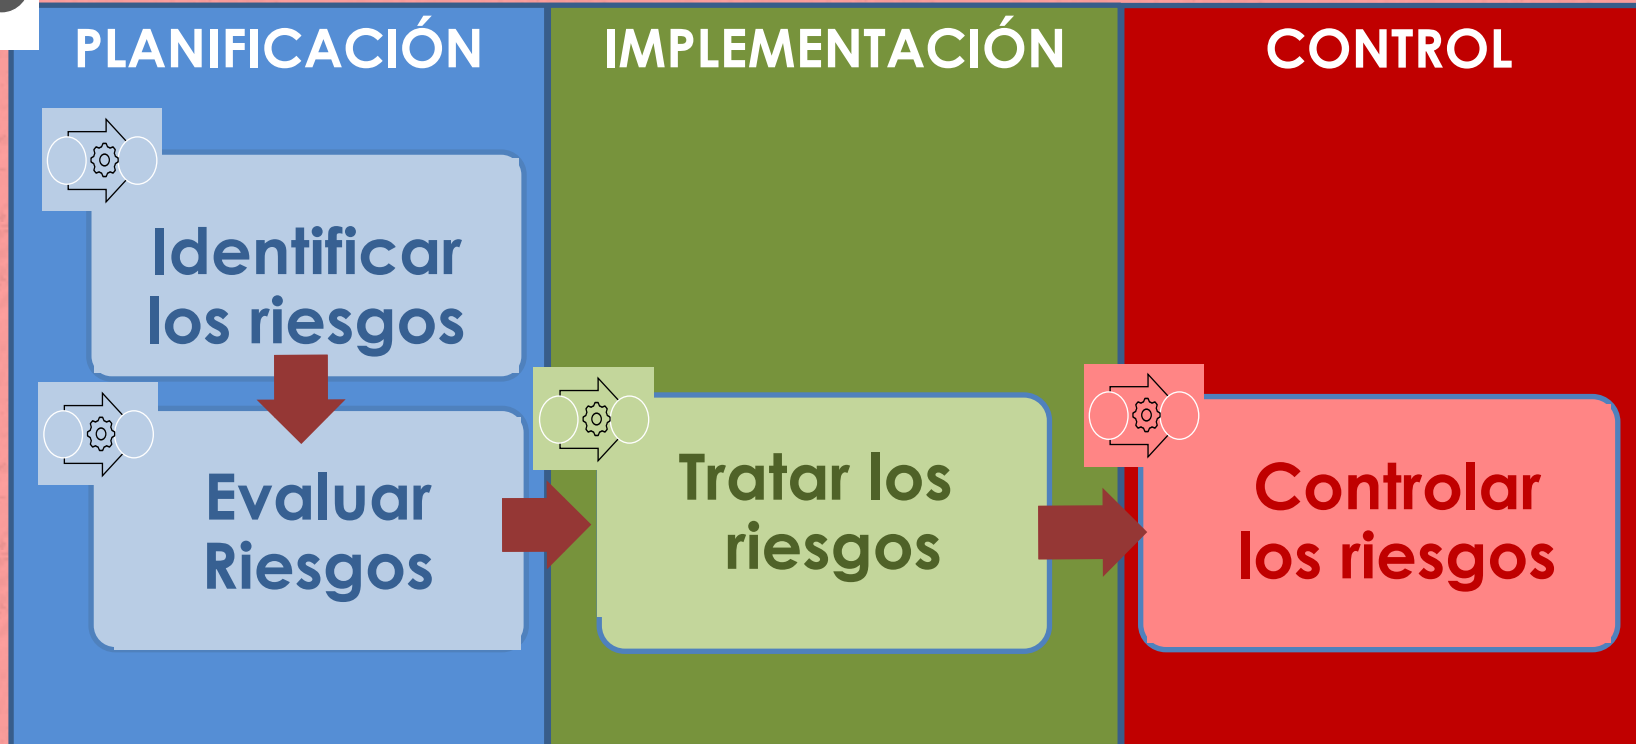 PLANIFICACIÓN
IMPLEMENTACIÓN
CONTROL
Identificar
los riesgos
Evaluar
Riesgos
Tratar los
riesgos
Controlar
los riesgos